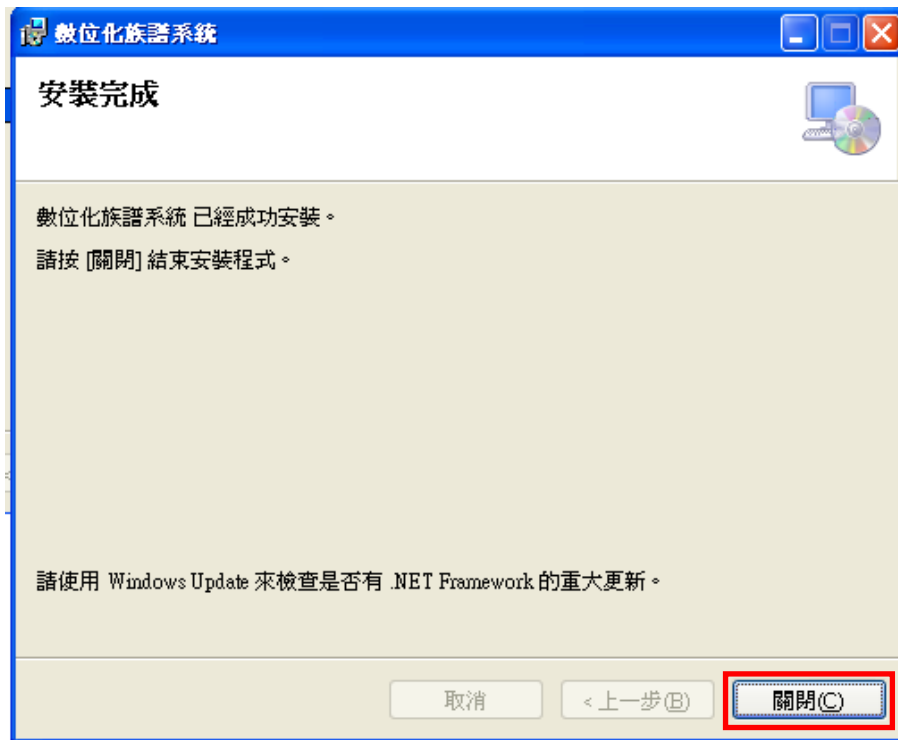 數位化族譜系統
安裝完成
數位化族譜系統 已經成功安裝。
請按 [關閉] 結束安裝程式。
請使用 Windows Update 來檢查是否有 .NET Framework 的重大更新。
取消
<上一步(B)
關閉(C)